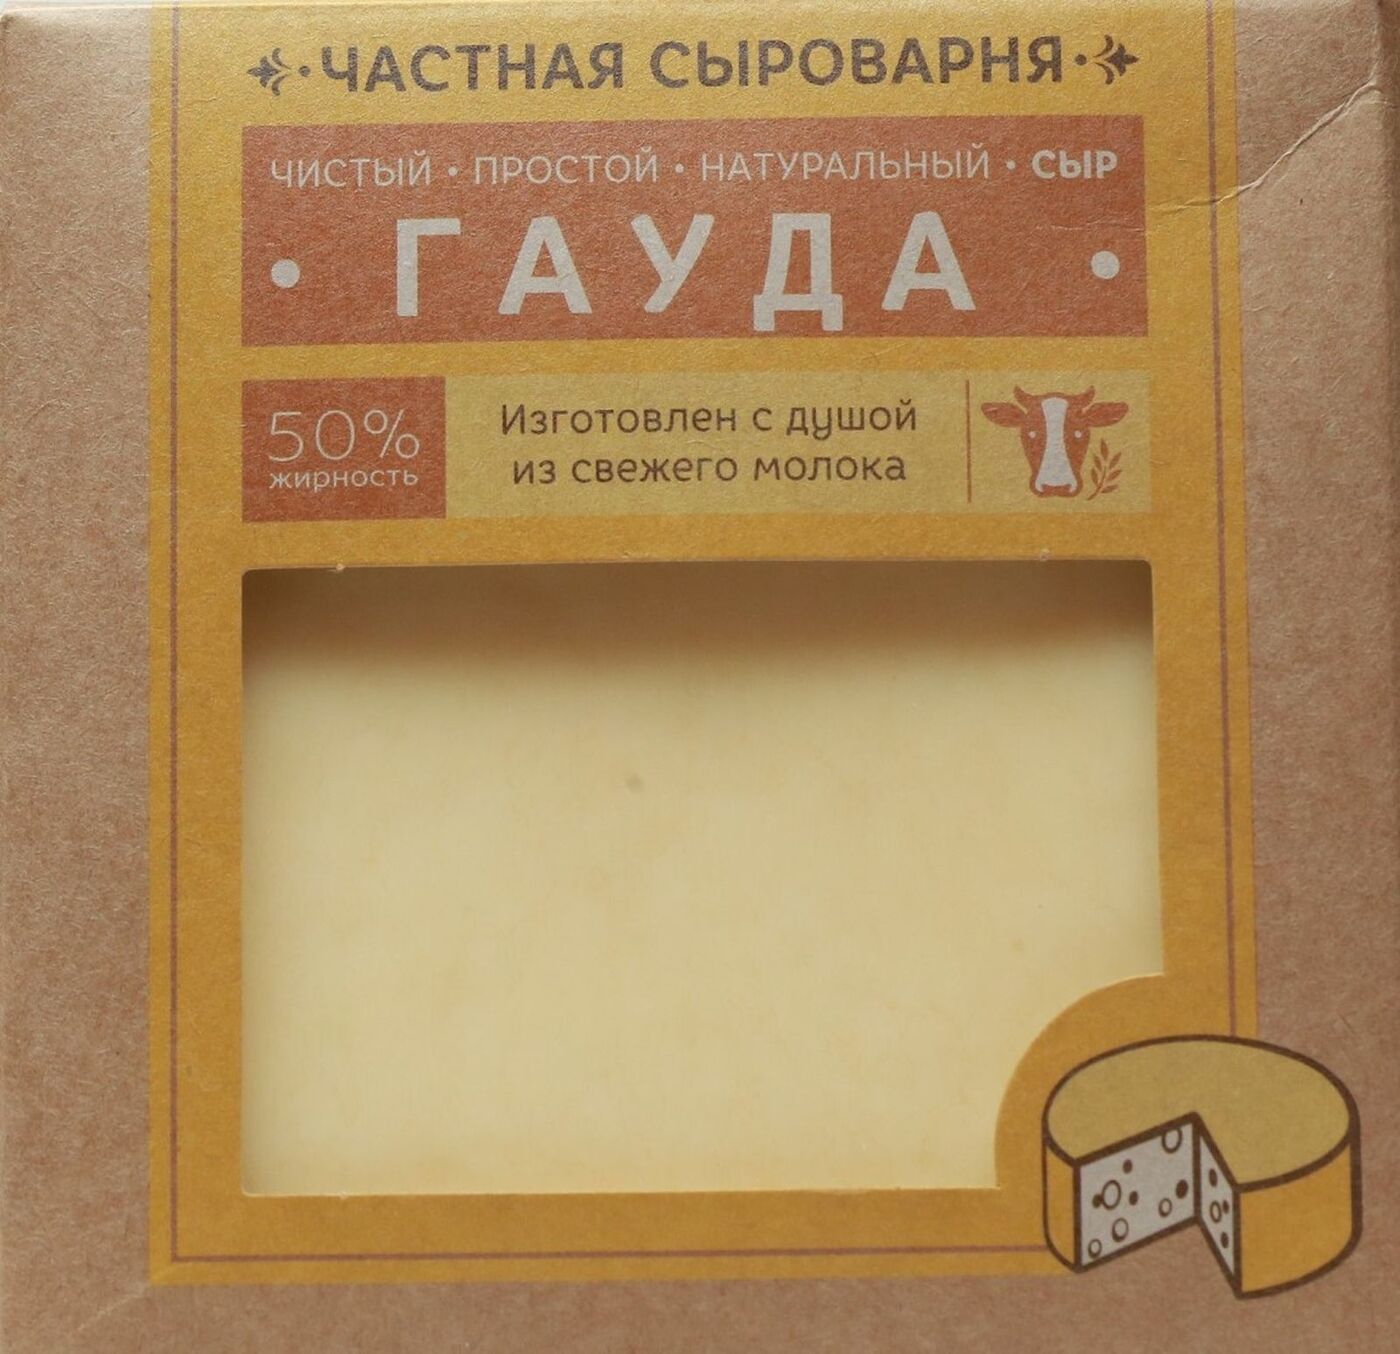 ЧАСТНАЯ СЫРОВАРНЯ
ЧИСТЫЙ • ПРОСТОЙ • НАТУРАЛЬНЫЙ • СЫР
• ГАУДА •
50%
жирность
Изготовлен с душой
из свежего молока